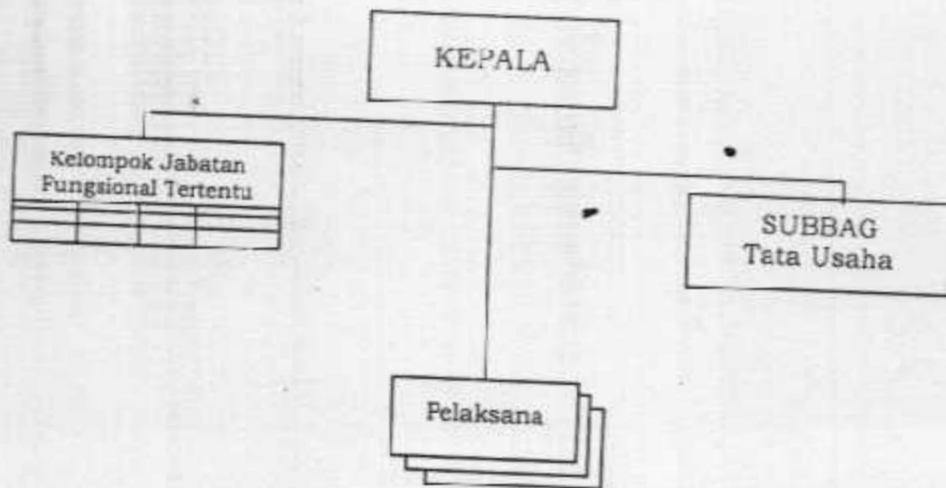 KEPALA
Kelompok Jabatan
Fungsional Tertentu
SUBBAG
Tata Usaha
Pelaksana